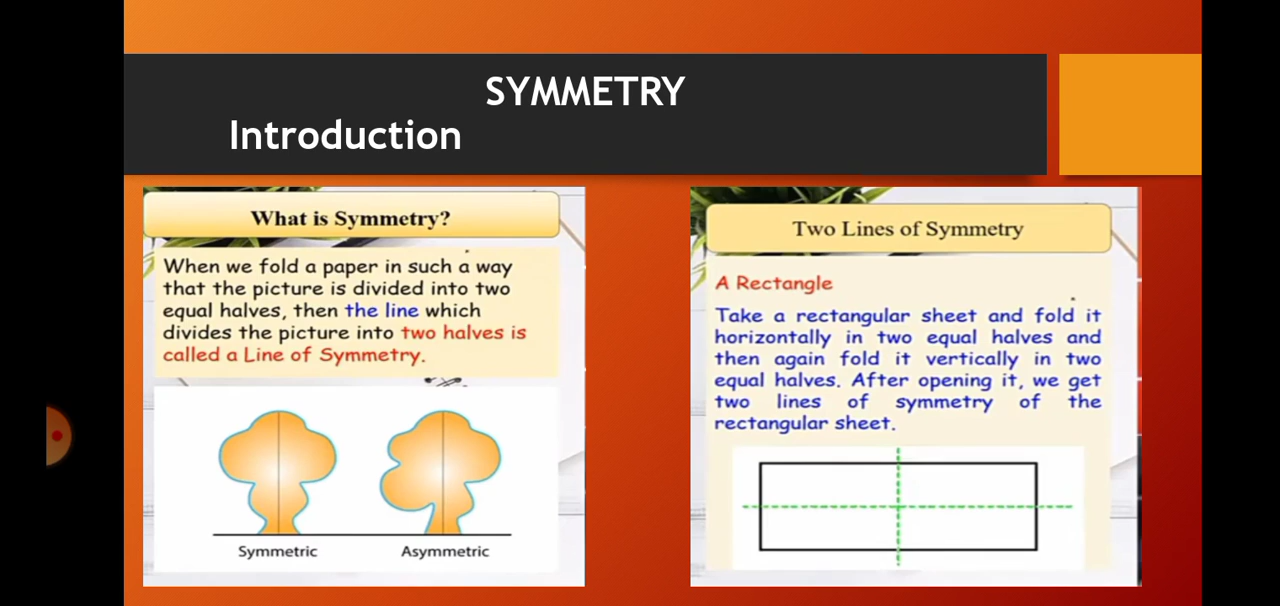 SYMMETRY
Introduction
What is Symmetry?
When we fold a paper in such a way
that the picture is divided into two
equal halves, then the line which
divides the picture into two halves is
called a Line of Symmetry.
Symmetric
Asymmetric
Two Lines of Symmetry
A Rectangle
Take a rectangular sheet and fold it
horizontally in two equal halves and
then again fold it vertically in two
equal halves. After opening it, we get
two lines of symmetry of the
rectangular sheet.